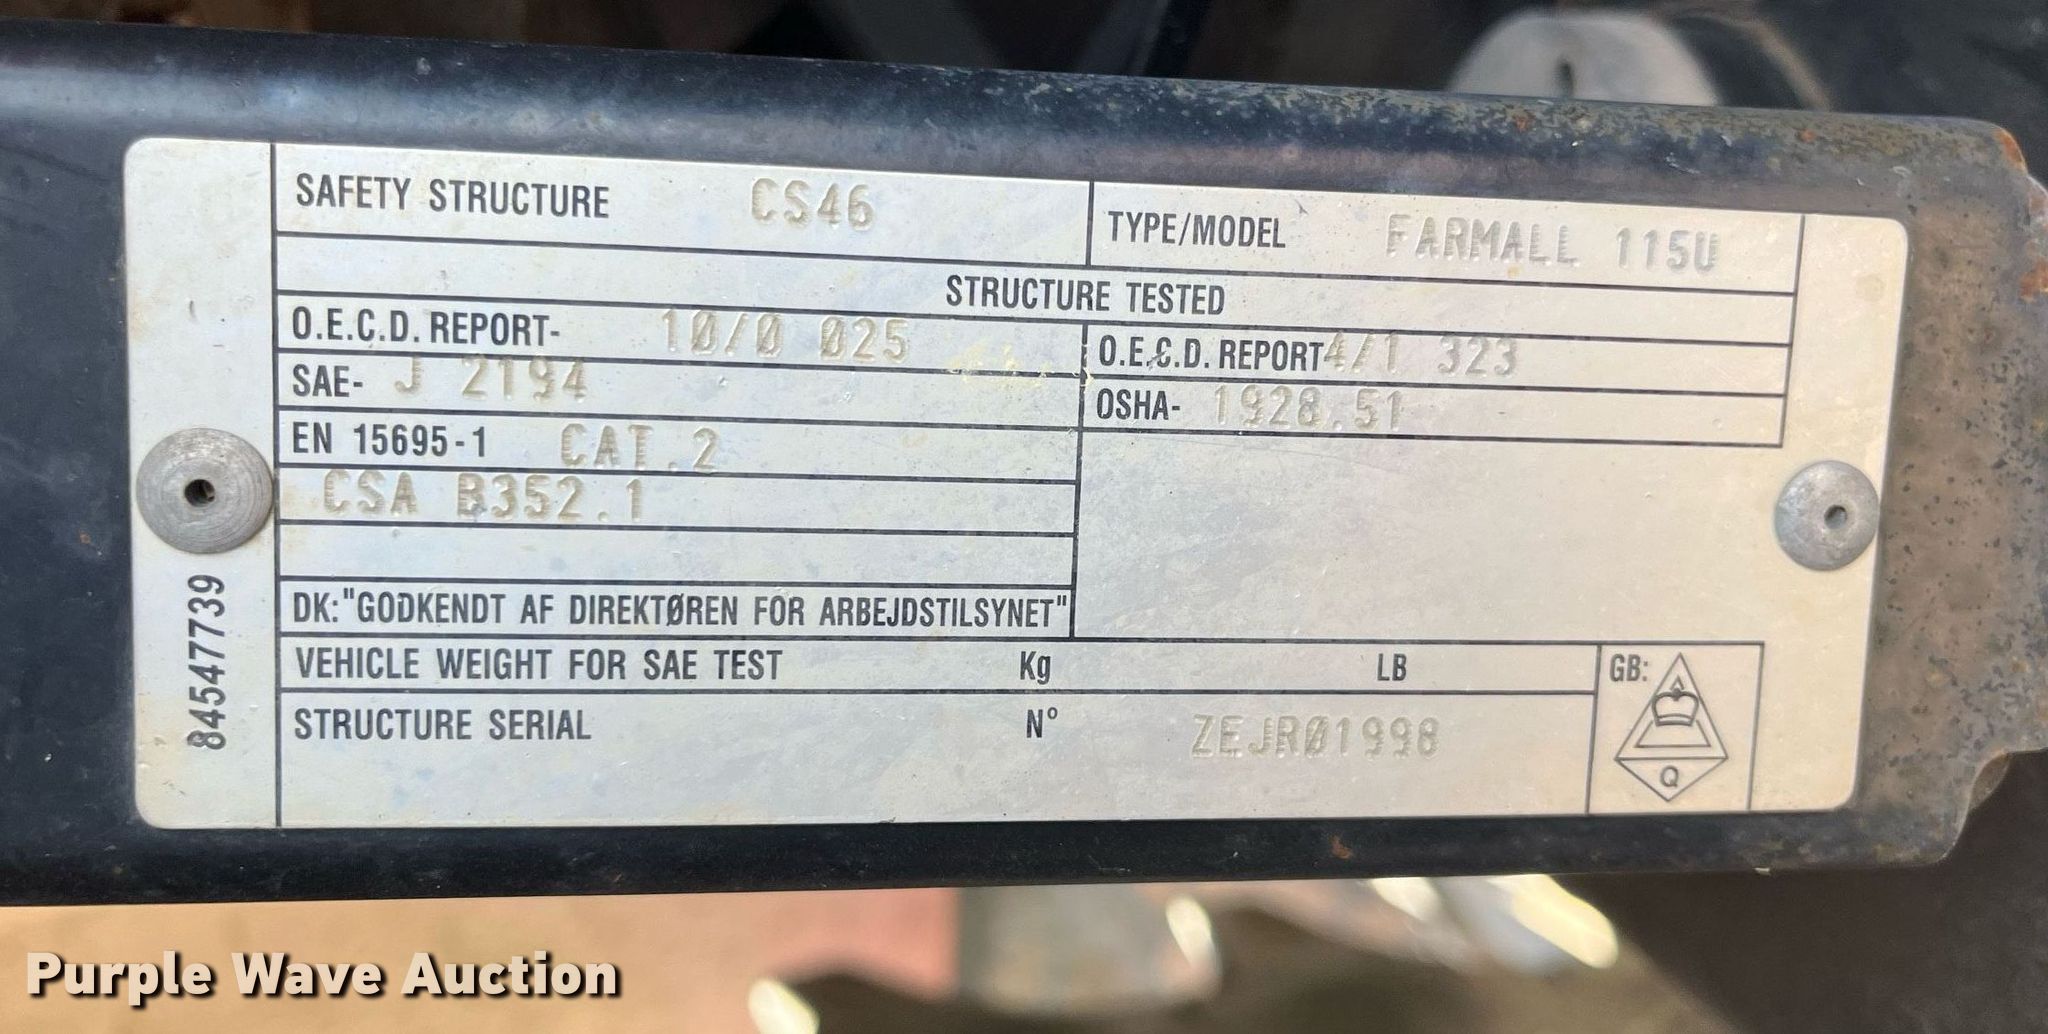 SAFETY STRUCTURE CS46
TYPE/MODEL FARMALL 115U
STRUCTURE TESTED
O.E.C.D. REPORT- 10/0 025
O.E.C.D. REPORT 4/1 323
SAE- J 2194
OSHA- 1928.51
EN 15695-1 CAT.2
CSA B352.1
DK:"GODKENDT AF DIREKTØREN FOR ARBEJDSTILSYNET"
VEHICLE WEIGHT FOR SAE TEST Kg LB
GB:
Q
STRUCTURE SERIAL Nº ZEJRØ1998
84547739
Purple Wave Auction